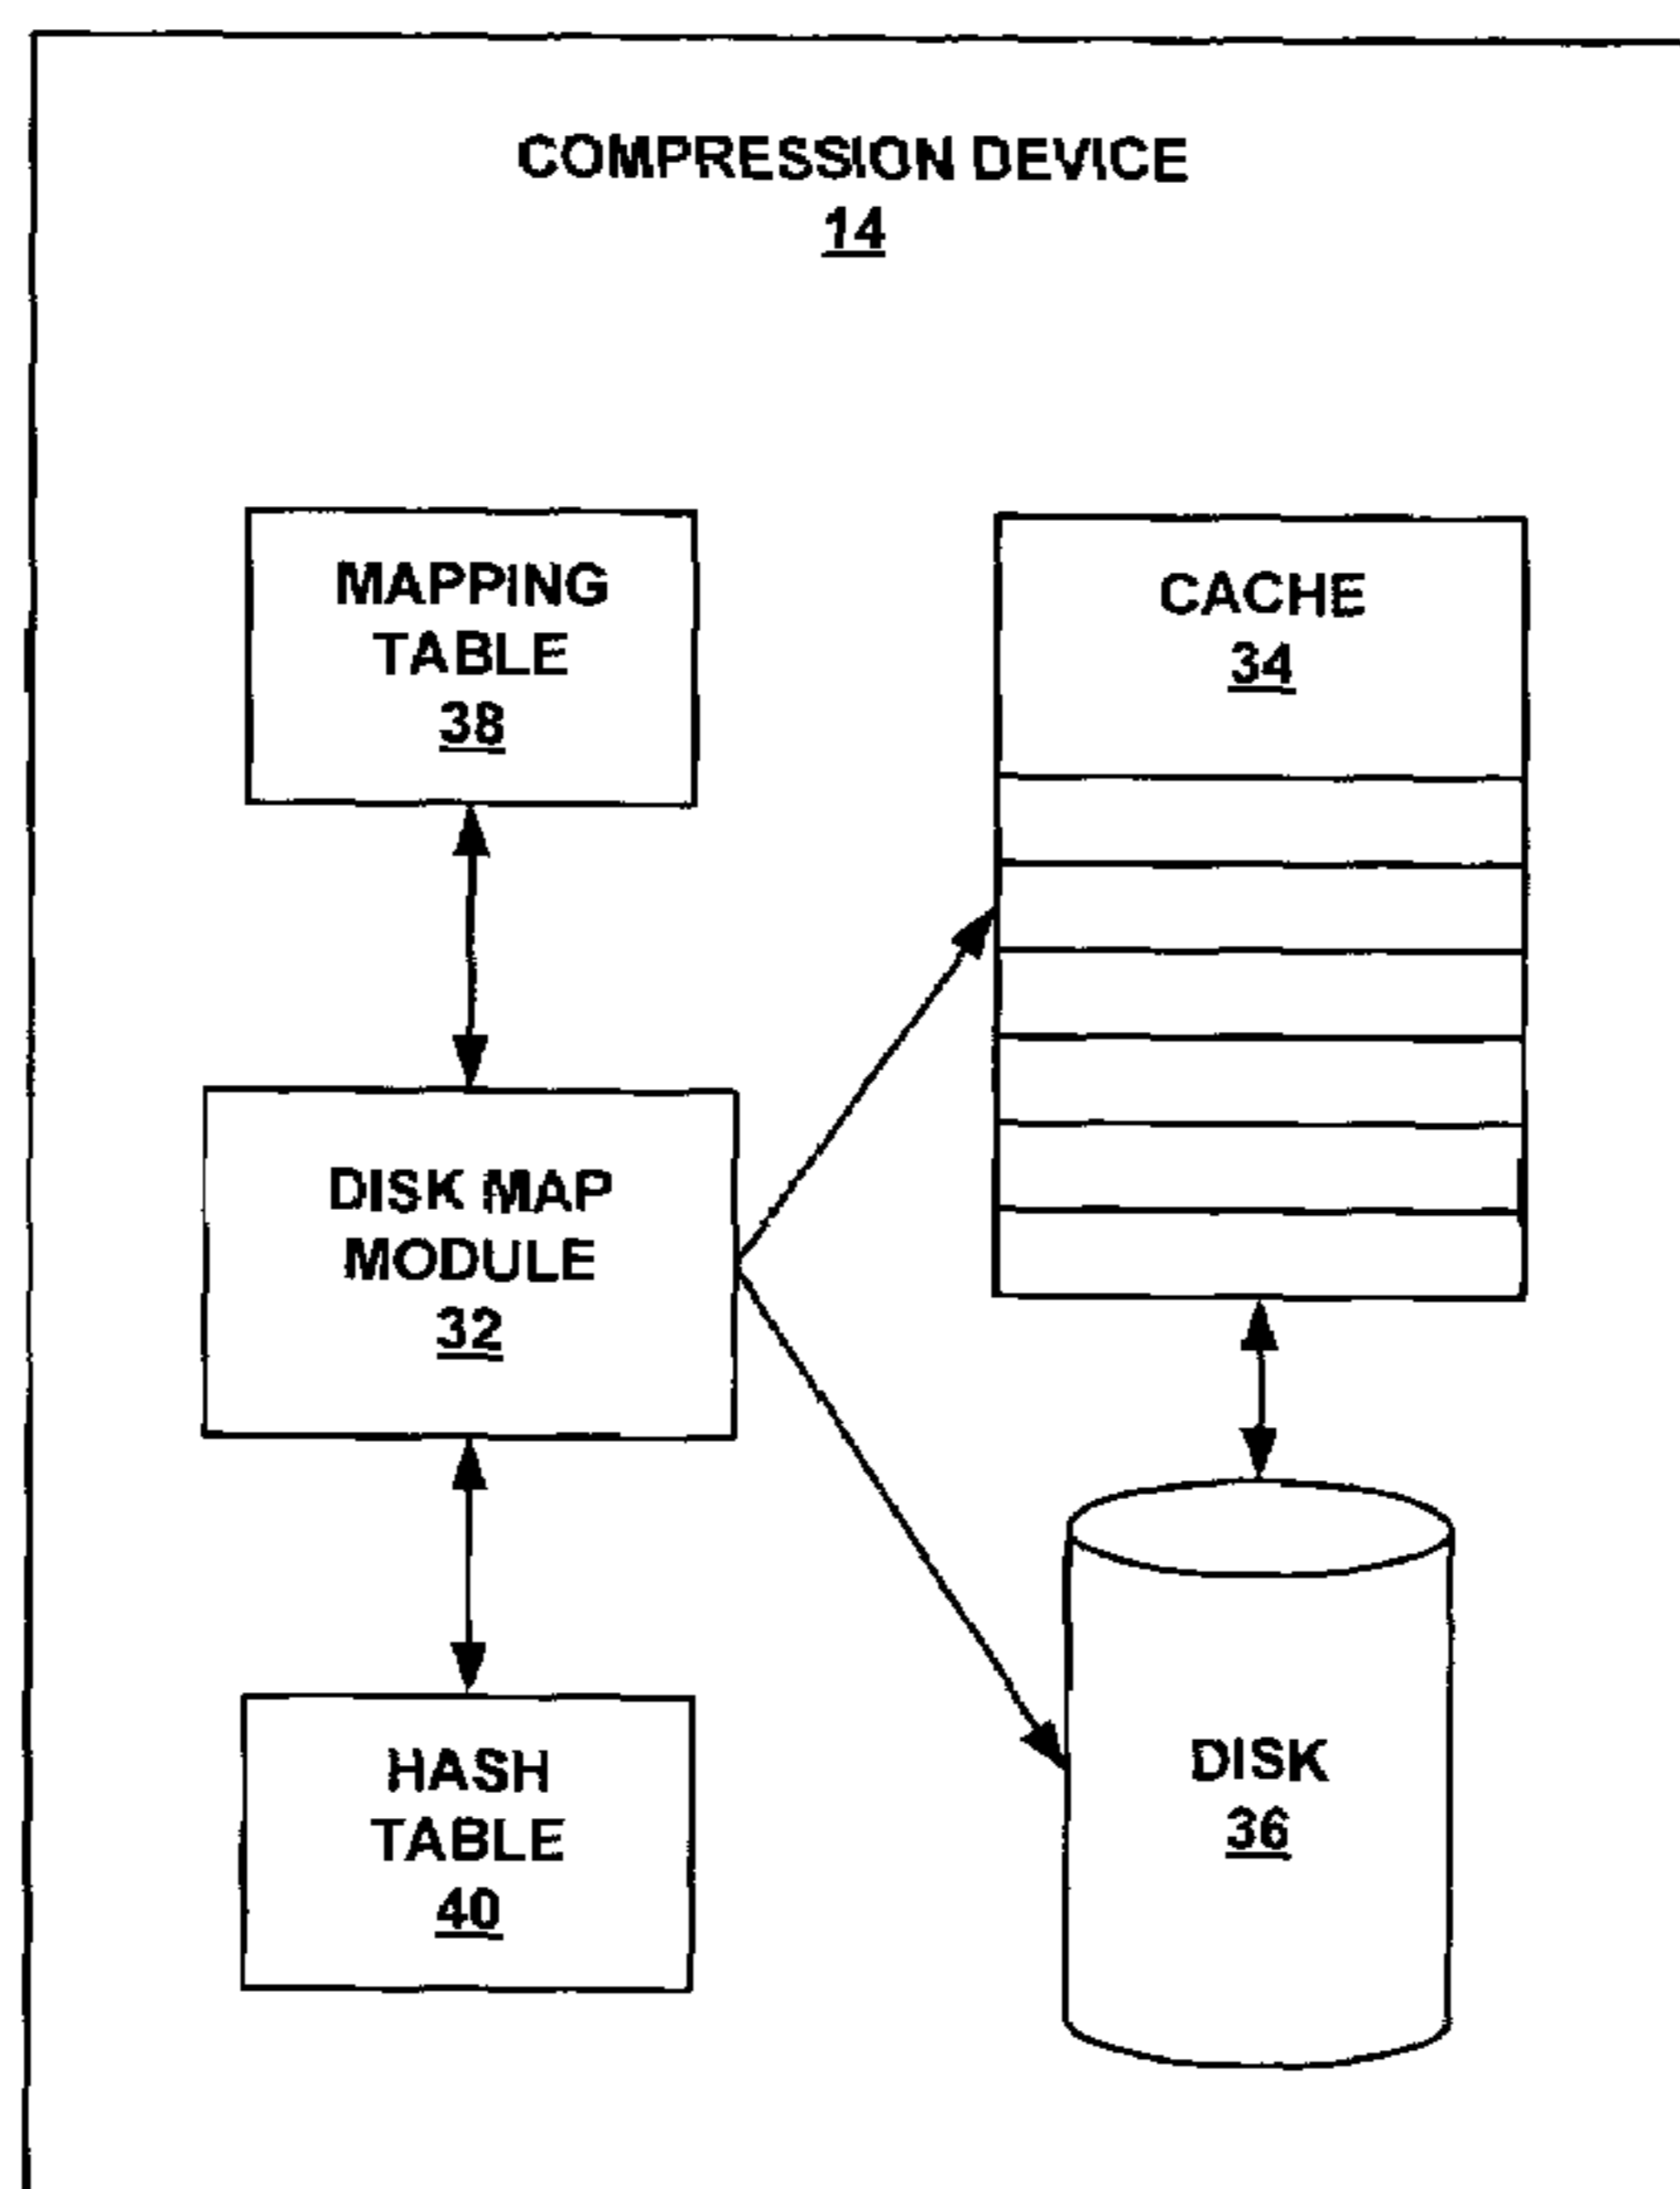 COMPRESSION DEVICE
14
MAPPING
TABLE
38
CACHE
34
DISK MAP
MODULE
32
HASH
TABLE
40
DISK
36